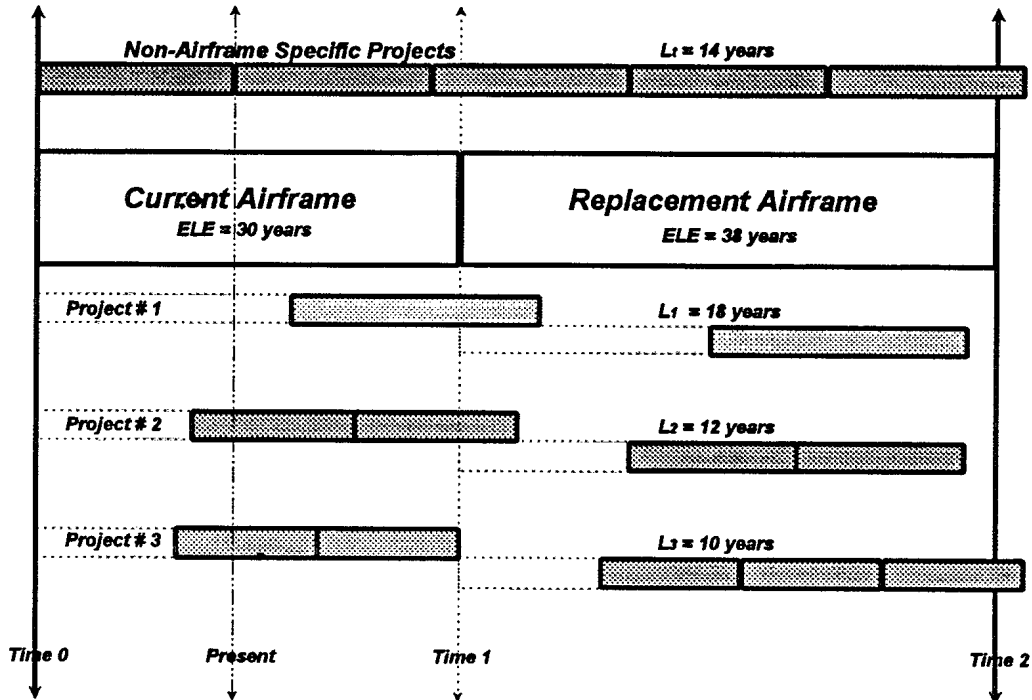 Non-Airframe Specific Projects
Lt = 14 years
Current Airframe
ELE = 30 years
Replacement Airframe
ELE = 38 years
Project # 1
L1 = 18 years
Project # 2
L2 = 12 years
Project # 3
L3 = 10 years
Time 0
Present
Time 1
Time 2